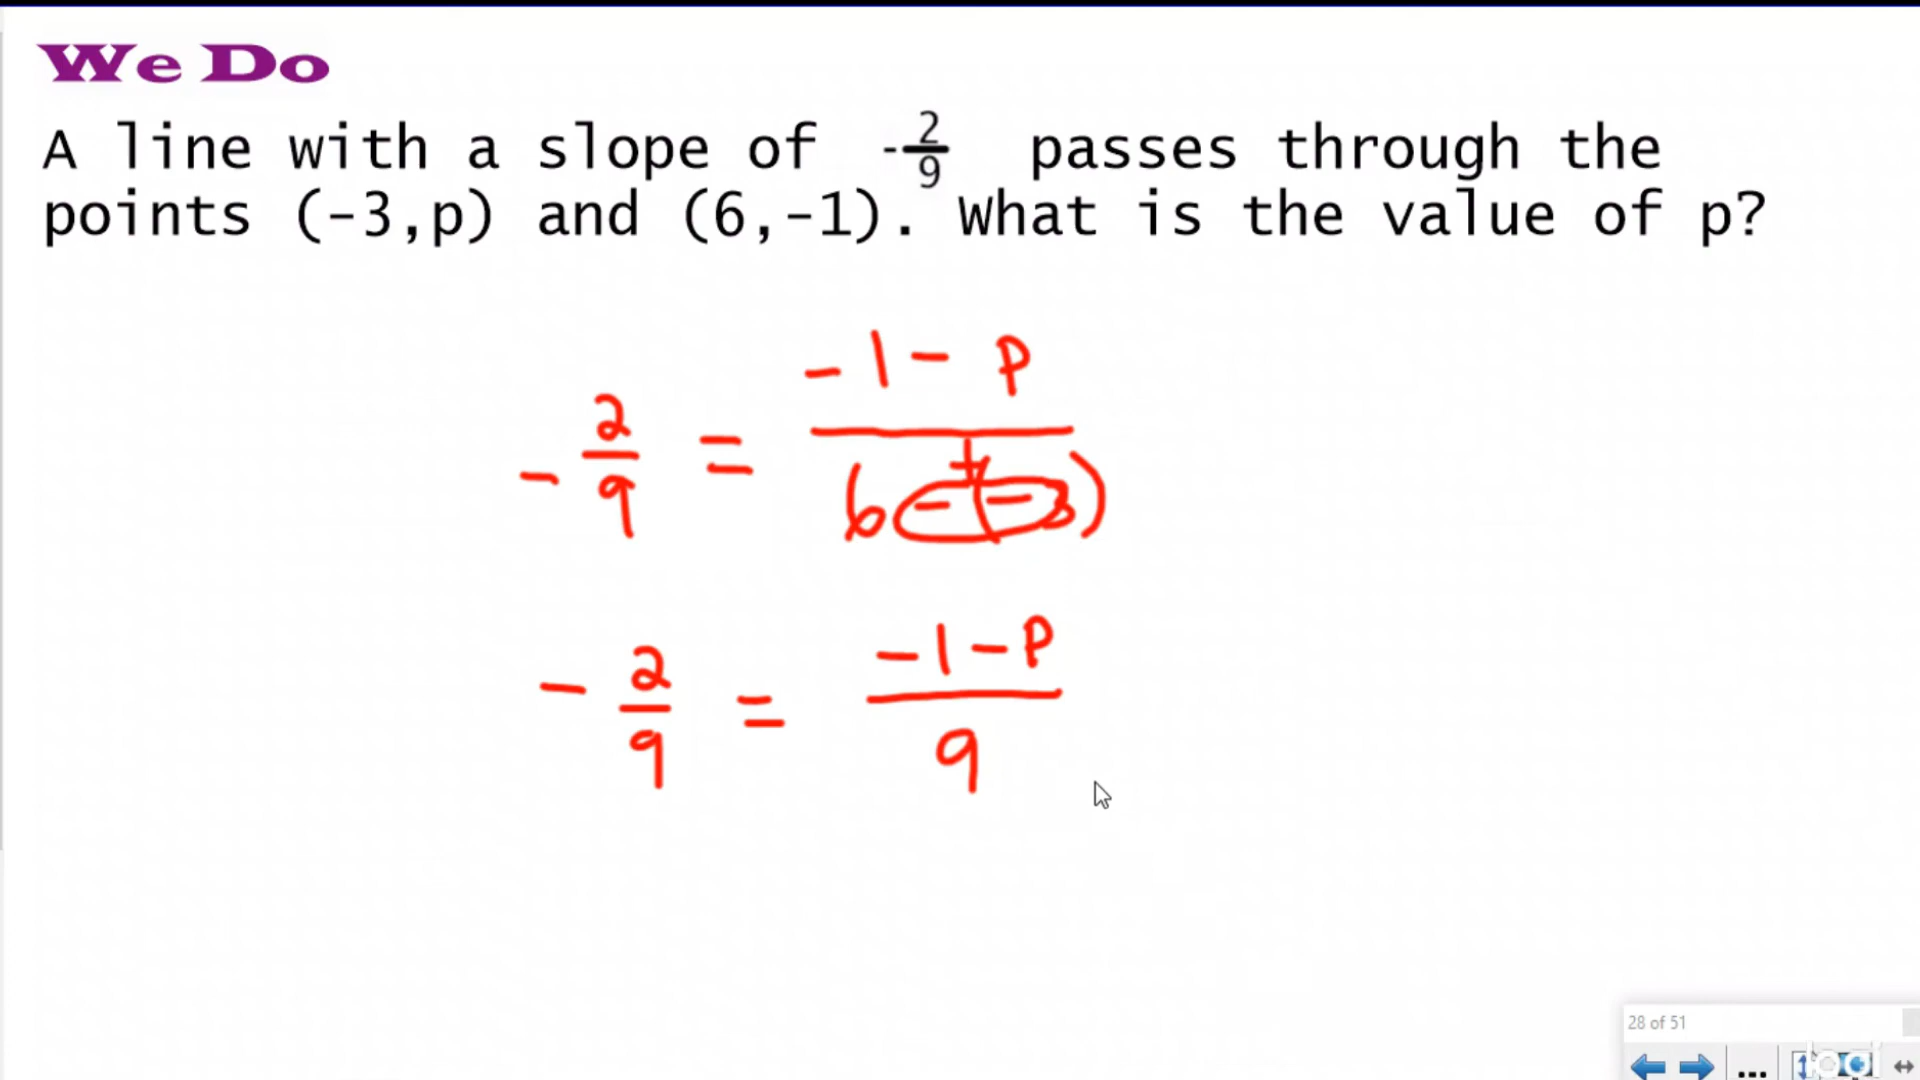 We Do
A line with a slope of -2/9 passes through the
points (-3,p) and (6,-1). What is the value of p?
- 2/9 = -1 - p / 6 - (-3)
+
- 2/9 = -1 - p / 9
28 of 51
...
logi